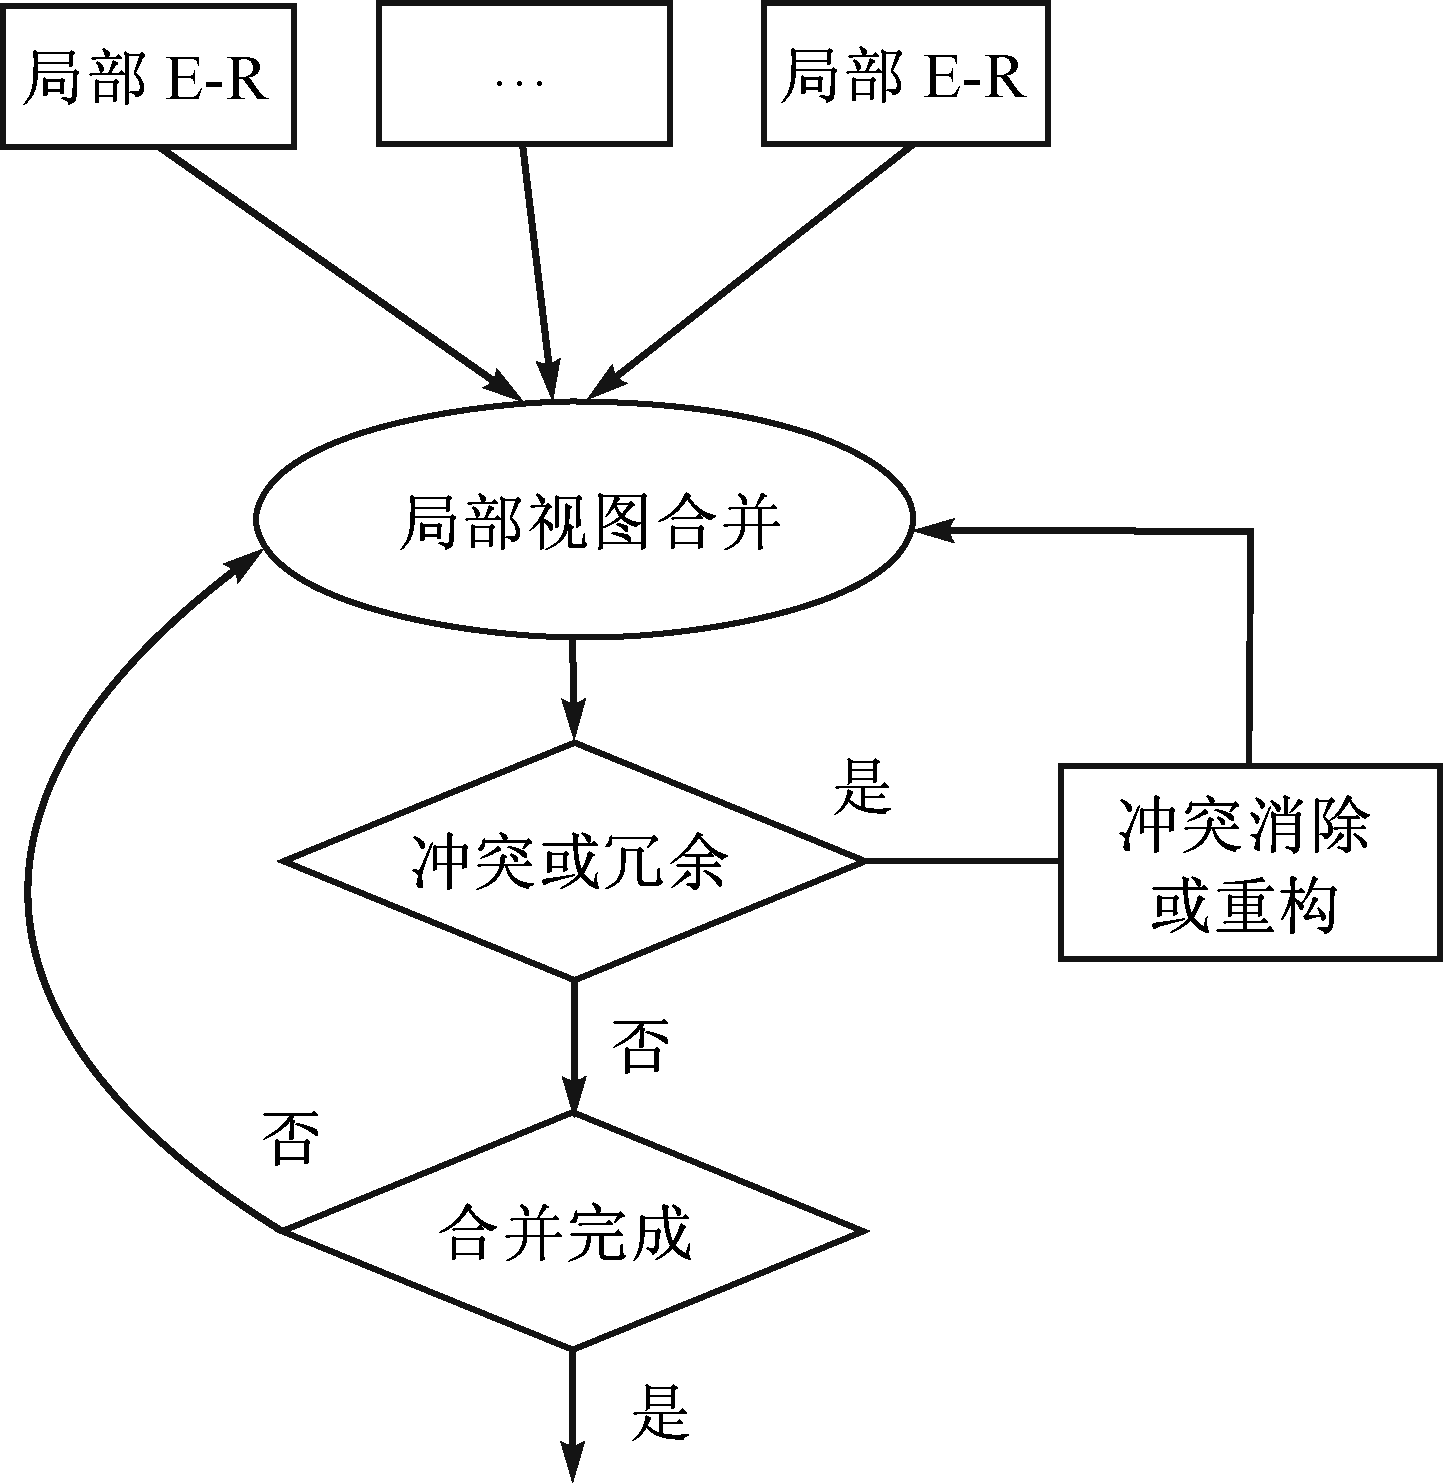 局部 E-R
…
局部 E-R
局部视图合并
是
冲突或冗余
冲突消除
或重构
否
否
合并完成
是